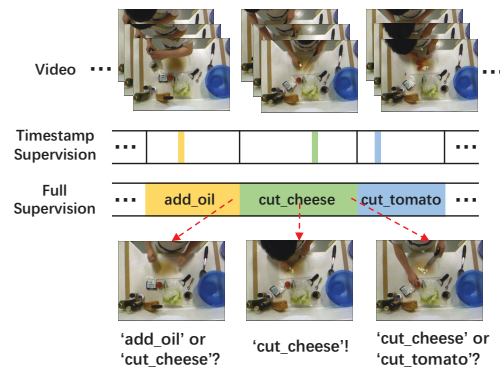 Video ... ...
Timestamp
Supervision
... ...
Full
Supervision
... add_oil cut_cheese cut_tomato ...
'add_oil' or
'cut_cheese'?
'cut_cheese'!
'cut_cheese' or
'cut_tomato'?